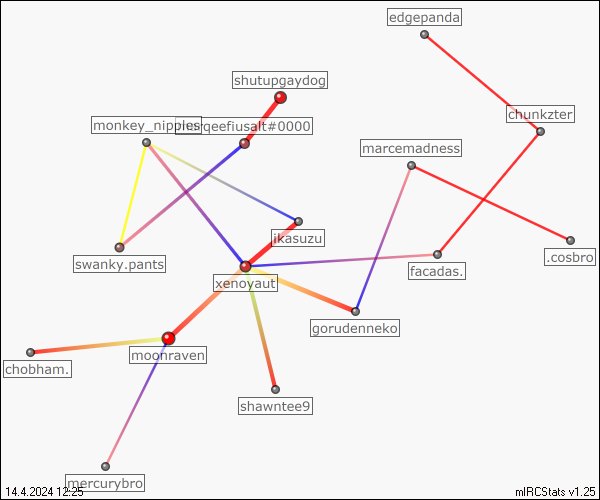 edgepanda
shutupgaydog
chunkzter
monkey_nipples
qeefiusalt#0000
marcemadness
ikasuzu
.cosbro
swanky.pants
facadas.
xenoyaut
gorudenneko
moonraven
chobham.
shawntee9
mercurybro
14.4.2024 12:25
mIRCStats v1.25